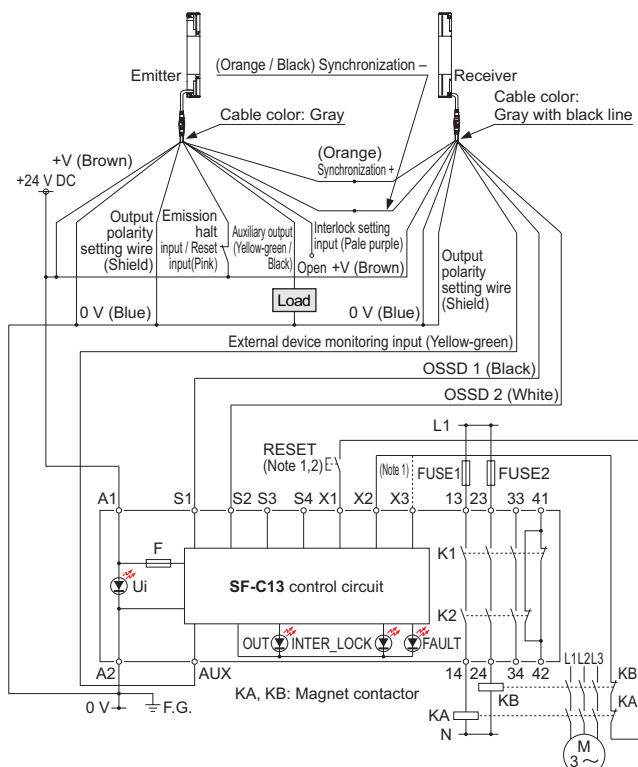 (Orange / Black) Synchronization –
Emitter
Receiver
Cable color: Gray
Cable color:
Gray with black line
+V (Brown)
(Orange)
Synchronization +
+24 V DC
Output
polarity
setting wire
(Shield)
Emission
halt
input / Reset
input(Pink)
Auxiliary output
(Yellow-green /
Black)
Interlock setting
input (Pale purple)
Open
+V (Brown)
Output
polarity
setting wire
(Shield)
Load
0 V (Blue)
0 V (Blue)
External device monitoring input (Yellow-green)
OSSD 1 (Black)
OSSD 2 (White)
L1
RESET
(Note 1,2)
(Note 1)
FUSE1
FUSE2
A1
S1
S2
S3
S4
X1
X2
X3
13
23
33
41
F
K1
Ui
SF-C13 control circuit
K2
OUT
INTER_LOCK
FAULT
A2
AUX
14
24
34
42
L1L2L3
KA, KB: Magnet contactor
KB
KB
KA
KA
0 V
F.G.
N
M
3 ~